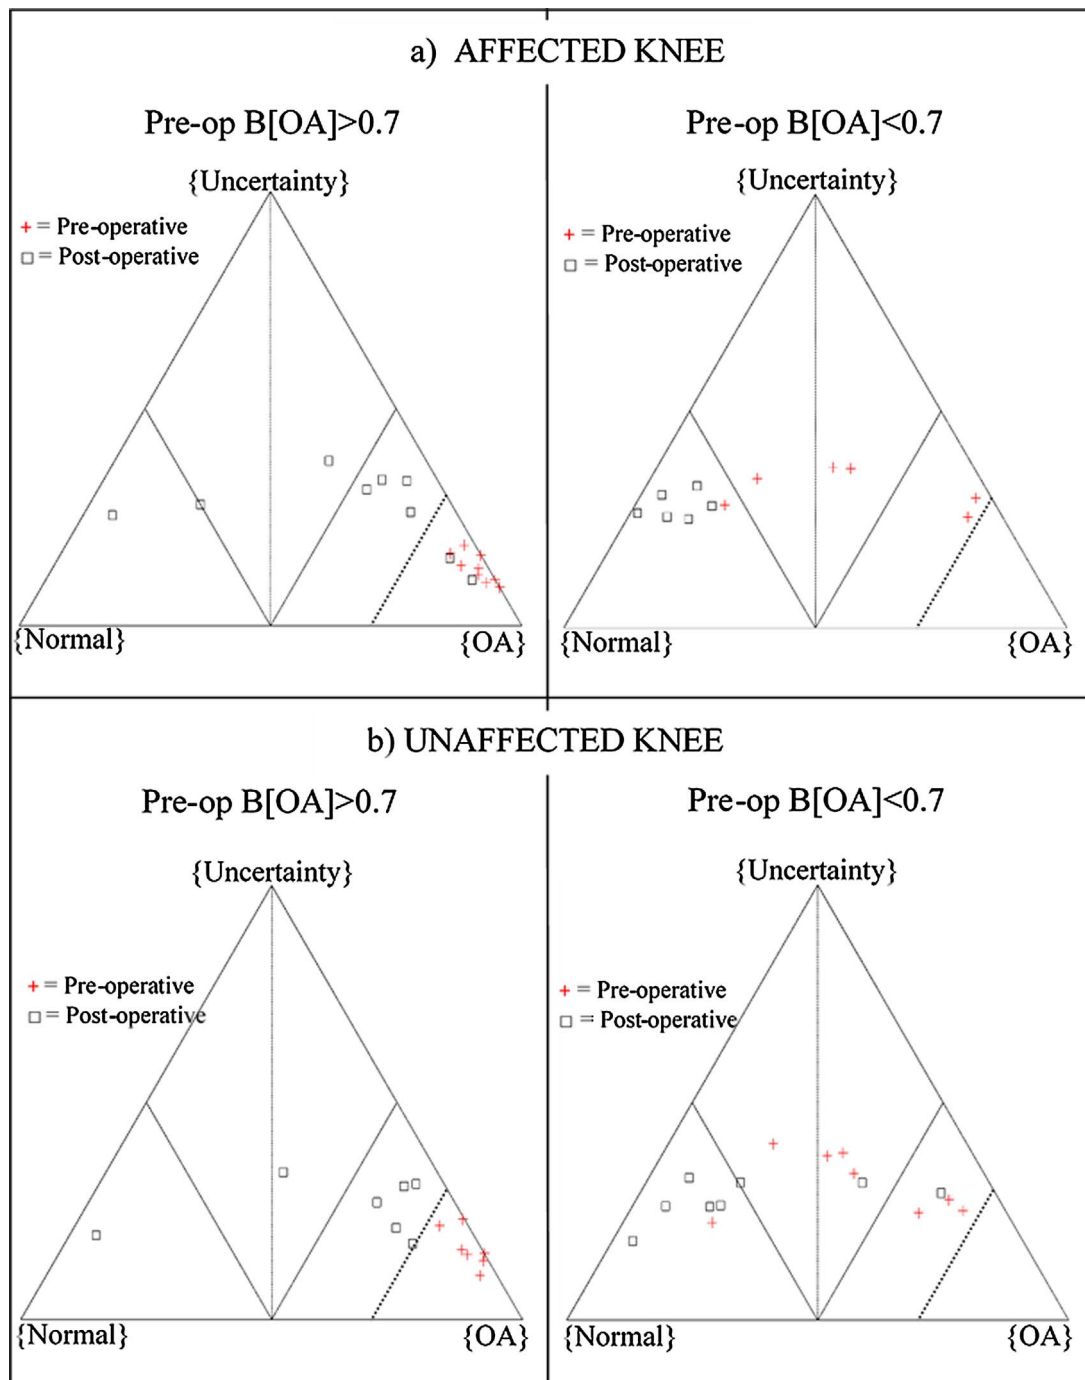 a) AFFECTED KNEE
Pre-op B[OA]>0.7
{Uncertainty}
+ = Pre-operative
□ = Post-operative
{Normal}
{OA}
Pre-op B[OA]<0.7
{Uncertainty}
+ = Pre-operative
□ = Post-operative
{Normal}
{OA}
b) UNAFFECTED KNEE
Pre-op B[OA]>0.7
{Uncertainty}
+ = Pre-operative
□ = Post-operative
{Normal}
{OA}
Pre-op B[OA]<0.7
{Uncertainty}
+ = Pre-operative
□ = Post-operative
{Normal}
{OA}